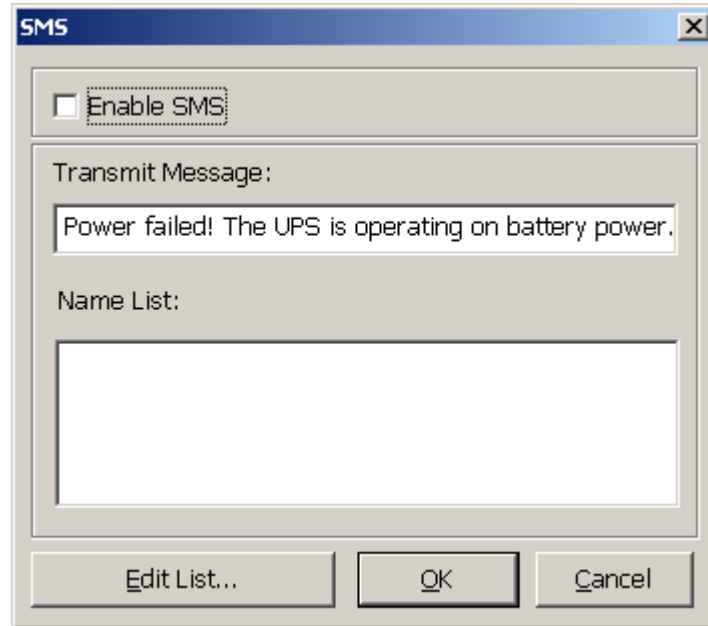 SMS
Enable SMS
Transmit Message:
Power failed! The UPS is operating on battery power.
Name List:
Edit List... OK Cancel